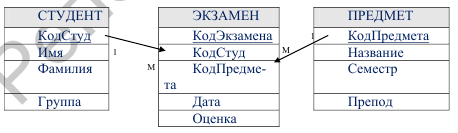 СТУДЕНТ
КодСтуд
Имя
Фамилия
Группа
1
М
ЭКЗАМЕН
КодЭкзамена
КодСтуд
КодПредме-
та
Дата
Оценка
М
1
ПРЕДМЕТ
КодПредмета
Название
Семестр
Препод